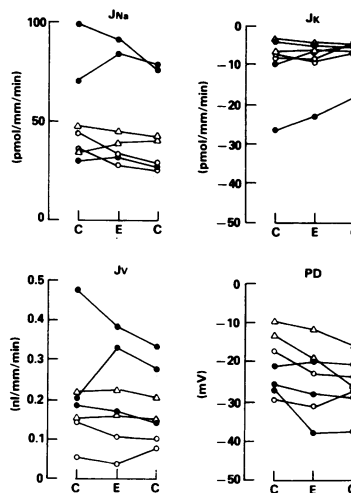 JNa
JK
100
50
0
(pmol/mm/min)
C E C
0
−10
−20
−30
−40
−50
(pmol/mm/min)
C E C
Jv
PD
0.5
0.4
0.3
0.2
0.1
0
(nl/mm/min)
C E C
0
−10
−20
−30
−40
−50
(mV)
C E C